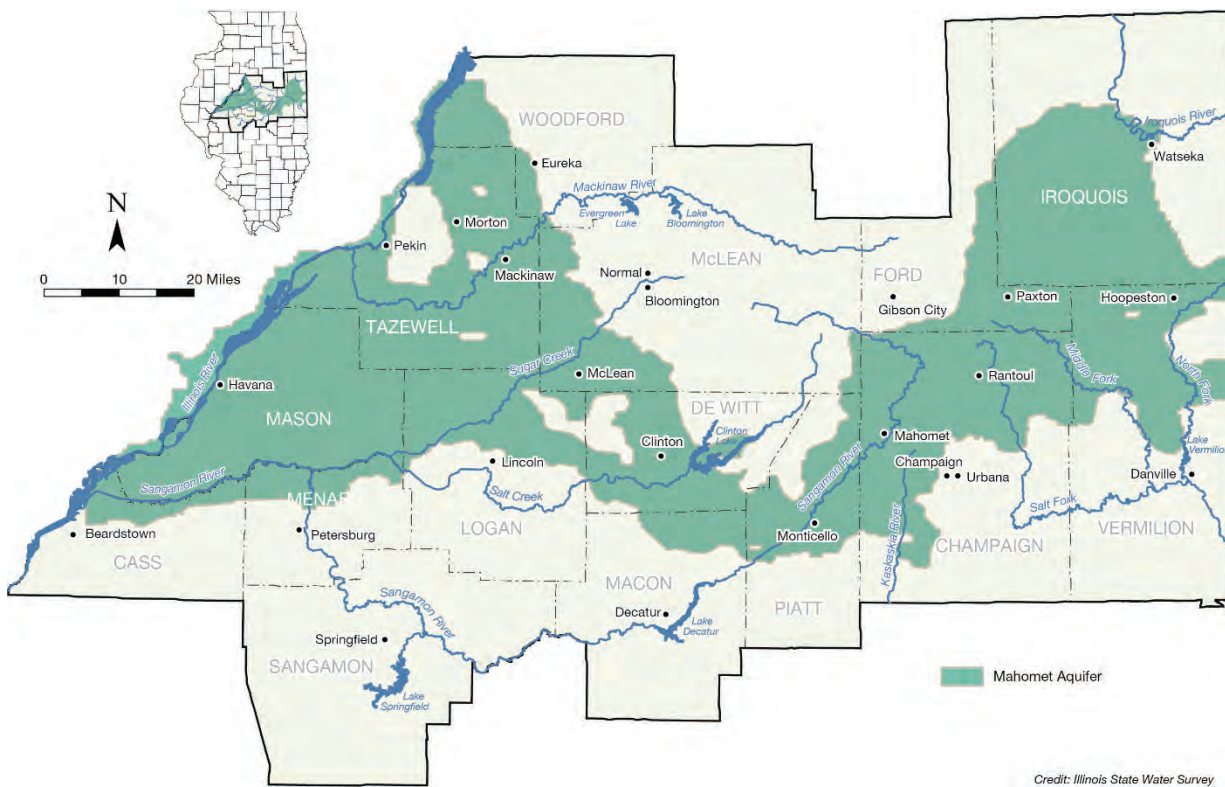 WOODFORD
Iroquois River
Eureka
Watseka
Mackinaw River
N
Evergreen
Lake
Lake
Bloomington
IROQUOIS
Morton
Pekin
Mackinaw
McLEAN
Normal
FORD
0 10 20 Miles
Bloomington
Gibson City
Paxton
Hoopeston
TAZEWELL
Illinois River
Sugar Creek
Middle Fork
North Fork
Havana
McLean
Rantoul
MASON
DE WITT
Clinton
Lake
Clinton
Mahomet
Lake
Vermilion
Lincoln
Sangamon River
Champaign
Urbana
Danville
Sangamon River
Salt Creek
MENAR
Salt Fork
Beardstown
Petersburg
LOGAN
Monticello
Kaskaskia River
CHAMPAIGN
VERMILION
CASS
MACON
Sangamon River
Decatur
PIATT
Lake
Decatur
Springfield
SANGAMON
Lake
Springfield
Mahomet Aquifer
Credit: Illinois State Water Survey